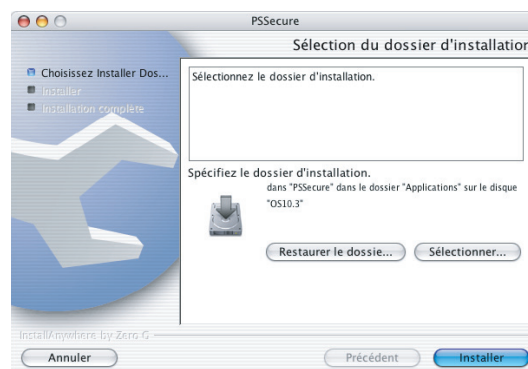 PSSecure
Sélection du dossier d'installation
Choisissez Installer Dos...
Installer
Installation complète
Sélectionnez le dossier d'installation.
Spécifiez le dossier d'installation.
dans "PSSecure" dans le dossier "Applications" sur le disque
"OS10.3"
Restaurer le dossie...
Sélectionner...
InstallAnywhere by Zero G
Annuler
Précédent
Installer